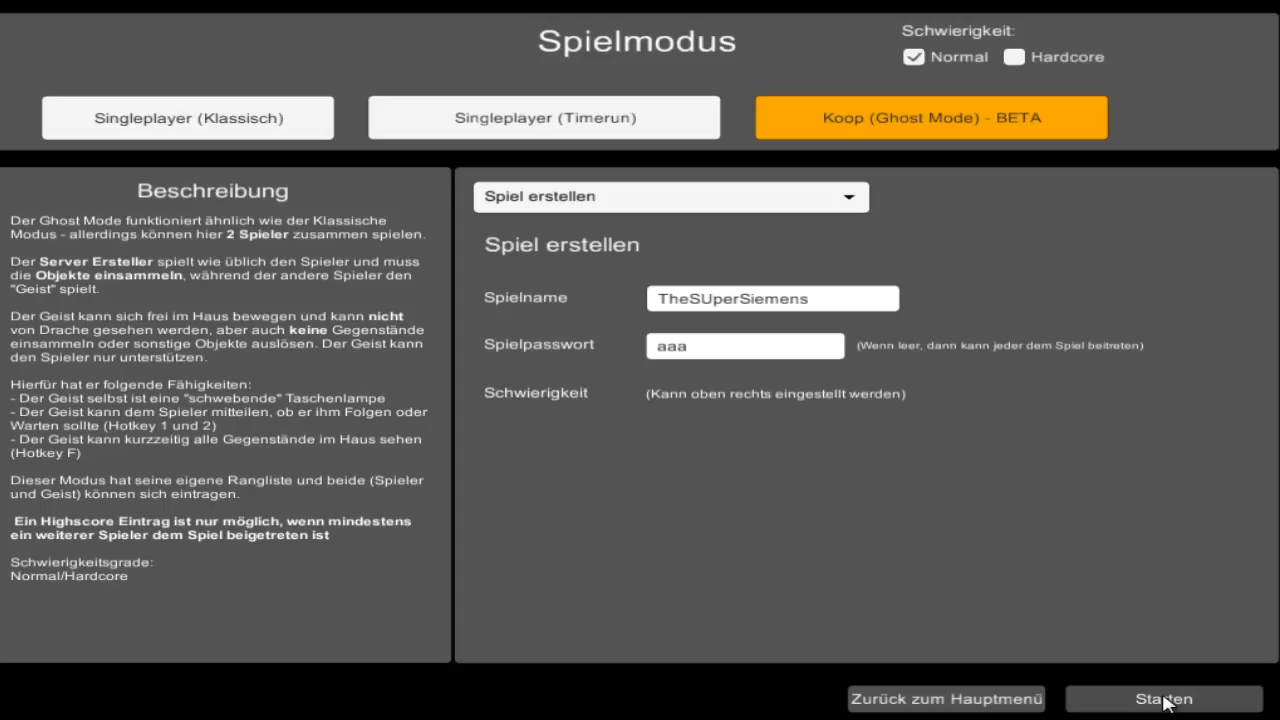 Spielmodus
Schwierigkeit:
Normal
Hardcore
Singleplayer (Klassisch)
Singleplayer (Timerun)
Koop (Ghost Mode) - BETA
Beschreibung
Der Ghost Mode funktioniert ähnlich wie der Klassische
Modus - allerdings können hier 2 Spieler zusammen spielen.
Der Server Ersteller spielt wie üblich den Spieler und muss
die Objekte einsammeln, während der andere Spieler den
"Geist" spielt.
Der Geist kann sich frei im Haus bewegen und kann nicht
von Drache gesehen werden, aber auch keine Gegenstände
einsammeln oder sonstige Objekte auslösen. Der Geist kann
den Spieler nur unterstützen.
Hierfür hat er folgende Fähigkeiten:
- Der Geist selbst ist eine "schwebende" Taschenlampe
- Der Geist kann dem Spieler mitteilen, ob er ihm Folgen oder
Warten sollte (Hotkey 1 und 2)
- Der Geist kann kurzzeitig alle Gegenstände im Haus sehen
(Hotkey F)
Dieser Modus hat seine eigene Rangliste und beide (Spieler
und Geist) können sich eintragen.
Ein Highscore Eintrag ist nur möglich, wenn mindestens
ein weiterer Spieler dem Spiel beigetreten ist
Schwierigkeitsgrade:
Normal/Hardcore
Spiel erstellen
Spiel erstellen
Spielname
TheSUperSiemens
Spielpasswort
aaa
(Wenn leer, dann kann jeder dem Spiel beitreten)
Schwierigkeit
(Kann oben rechts eingestellt werden)
Zurück zum Hauptmenü
Starten